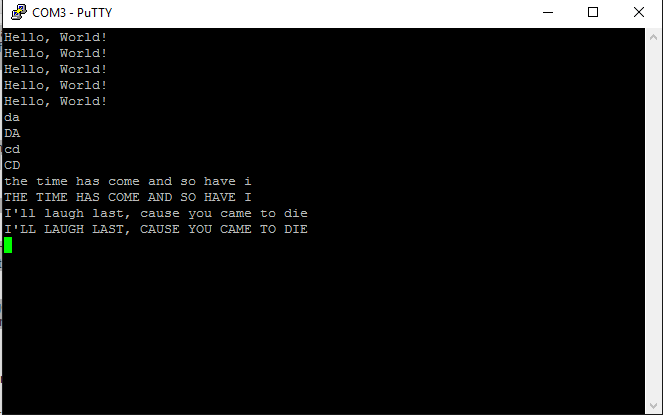 COM3 - PuTTY
Hello, World!
Hello, World!
Hello, World!
Hello, World!
Hello, World!
da
DA
cd
CD
the time has come and so have i
THE TIME HAS COME AND SO HAVE I
I'll laugh last, cause you came to die
I'LL LAUGH LAST, CAUSE YOU CAME TO DIE